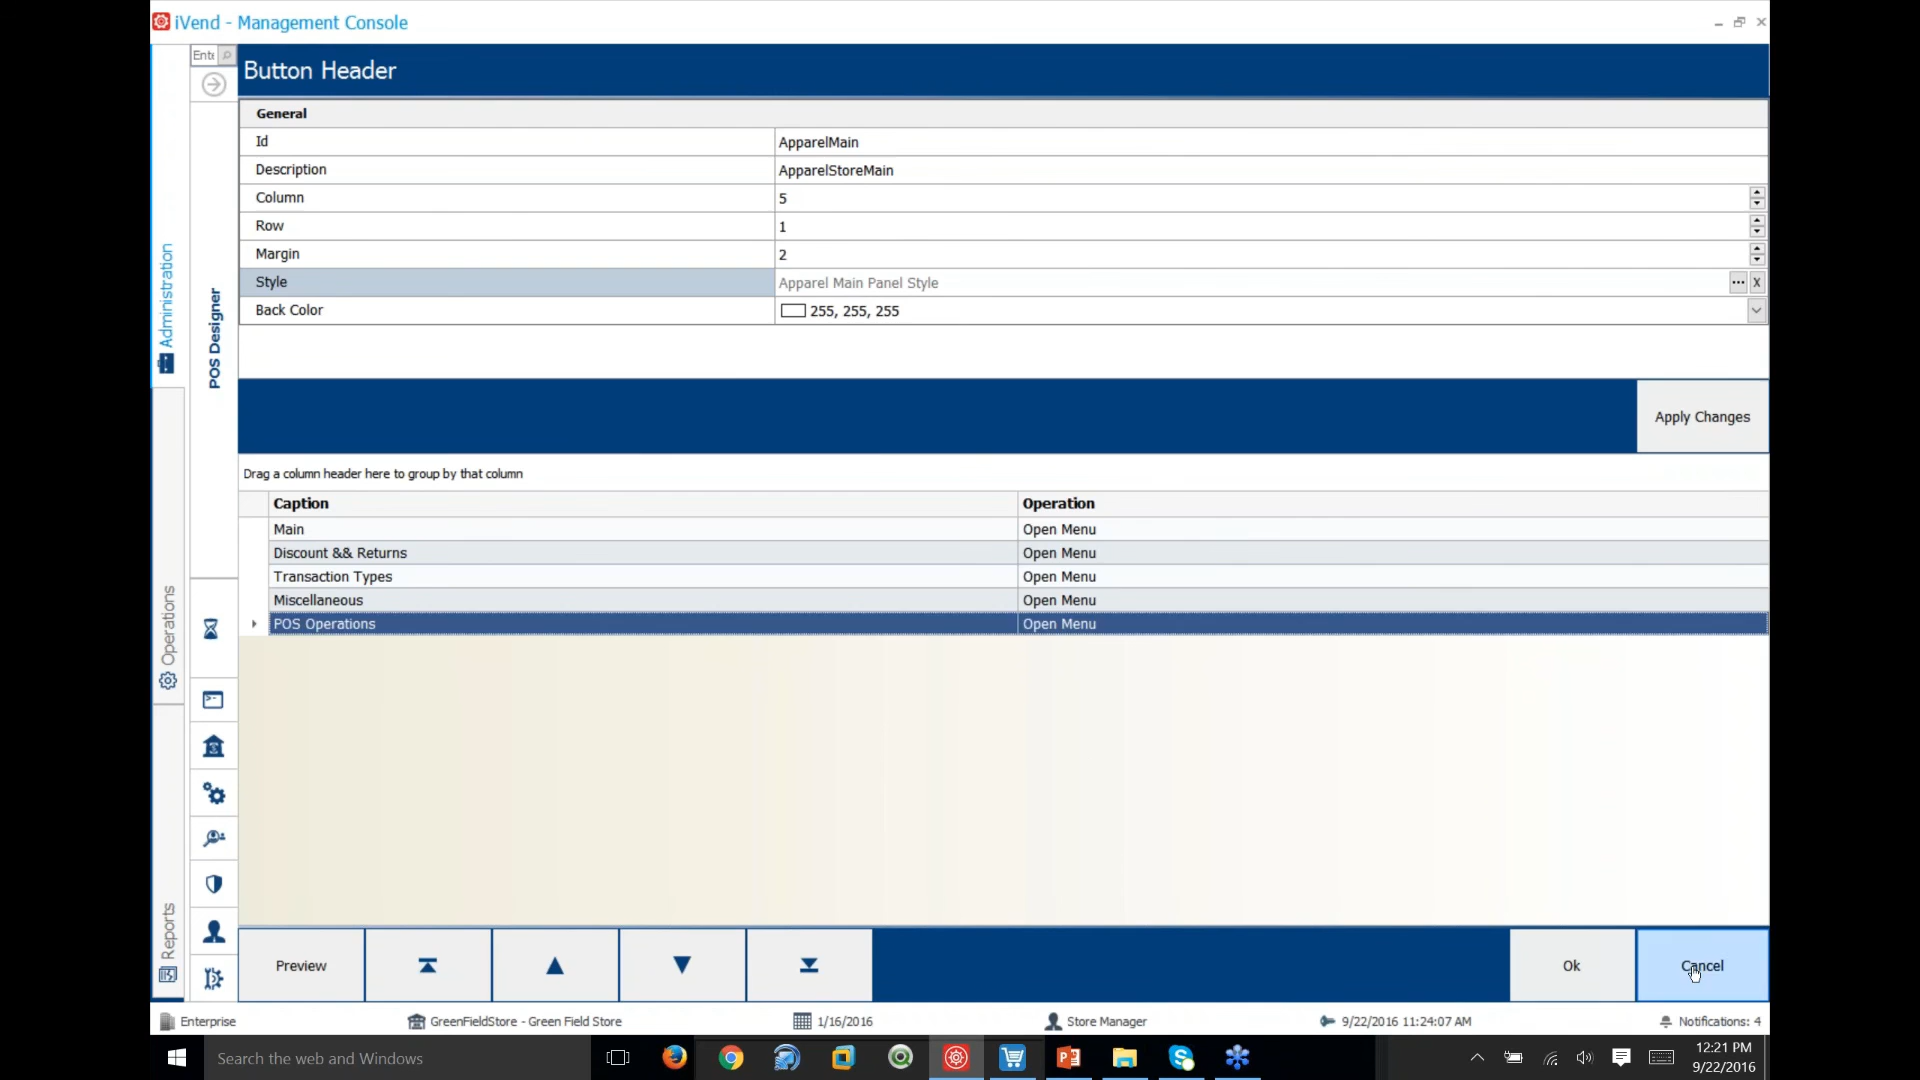 iVend - Management Console
Ente
Button Header
General
Id
ApparelMain
Description
ApparelStoreMain
Column
5
Row
1
Margin
2
Style
Apparel Main Panel Style
... X
Back Color
255, 255, 255
Administration
POS Designer
Operations
Reports
Apply Changes
Drag a column header here to group by that column
Caption
Operation
Main
Open Menu
Discount && Returns
Open Menu
Transaction Types
Open Menu
Miscellaneous
Open Menu
POS Operations
Open Menu
Preview
Ok
Cancel
Enterprise
GreenFieldStore - Green Field Store
1/16/2016
Store Manager
9/22/2016 11:24:07 AM
Notifications: 4
Search the web and Windows
12:21 PM
9/22/2016